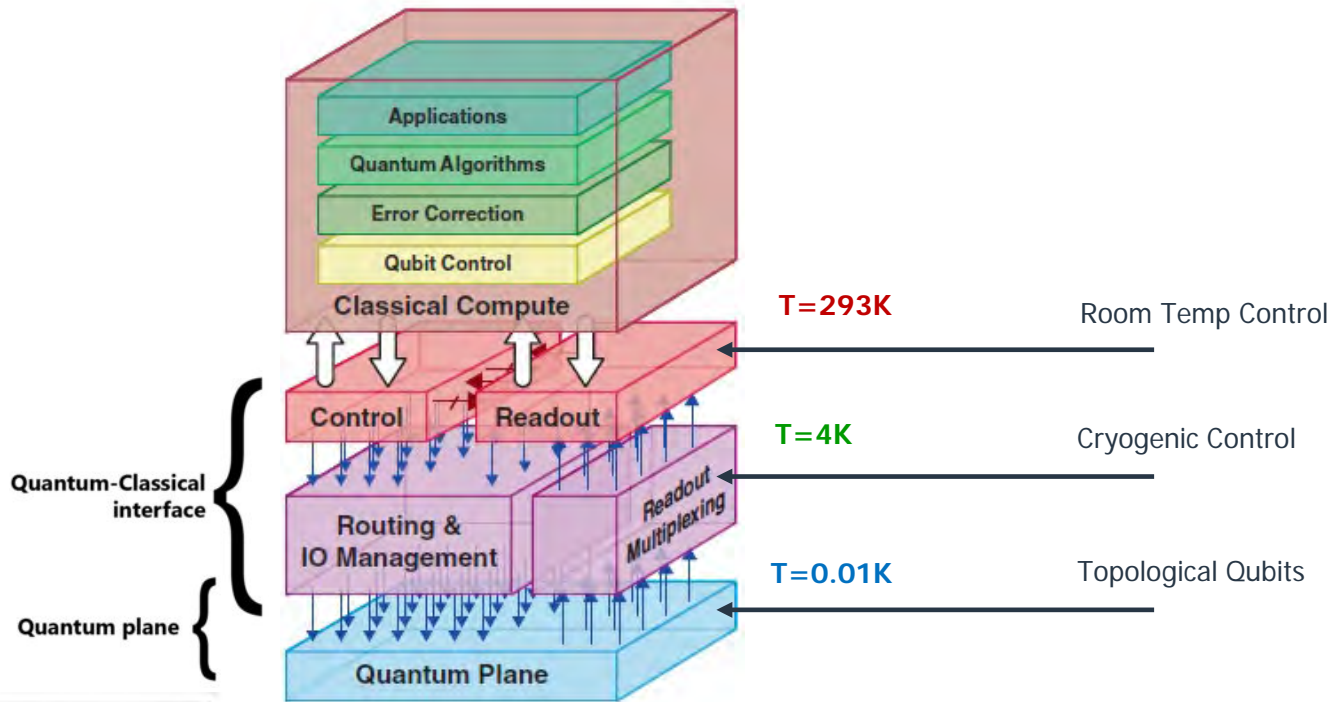 Applications
Quantum Algorithms
Error Correction
Qubit Control
Classical Compute
T=293K
Room Temp Control
Control
Readout
T=4K
Cryogenic Control
Quantum-Classical
interface
Routing &
IO Management
Readout
Multiplexing
T=0.01K
Topological Qubits
Quantum plane
Quantum Plane